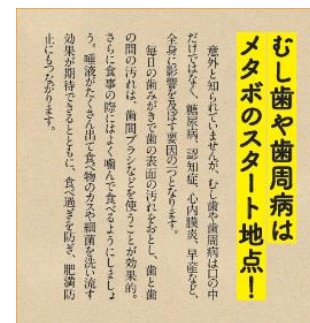 むし歯や歯周病は
メタボのスタート地点！
意外と知られていませんが、むし歯や歯周病は口の中
だけではなく、糖尿病、認知症、心内膜炎、早産など、
全身に影響を及ぼす要因の一つとなります。
毎日の歯みがきで歯の表面の汚れをおとし、歯と歯
の間の汚れは、歯間ブラシなどを使うことが効果的。
さらに食事の際にはよく噛んで食べるようにしましょ
う。唾液がたくさん出て食べ物のカスや細菌を洗い流す
効果が期待できるとともに、食べ過ぎを防ぎ、肥満防
止にもつながります。